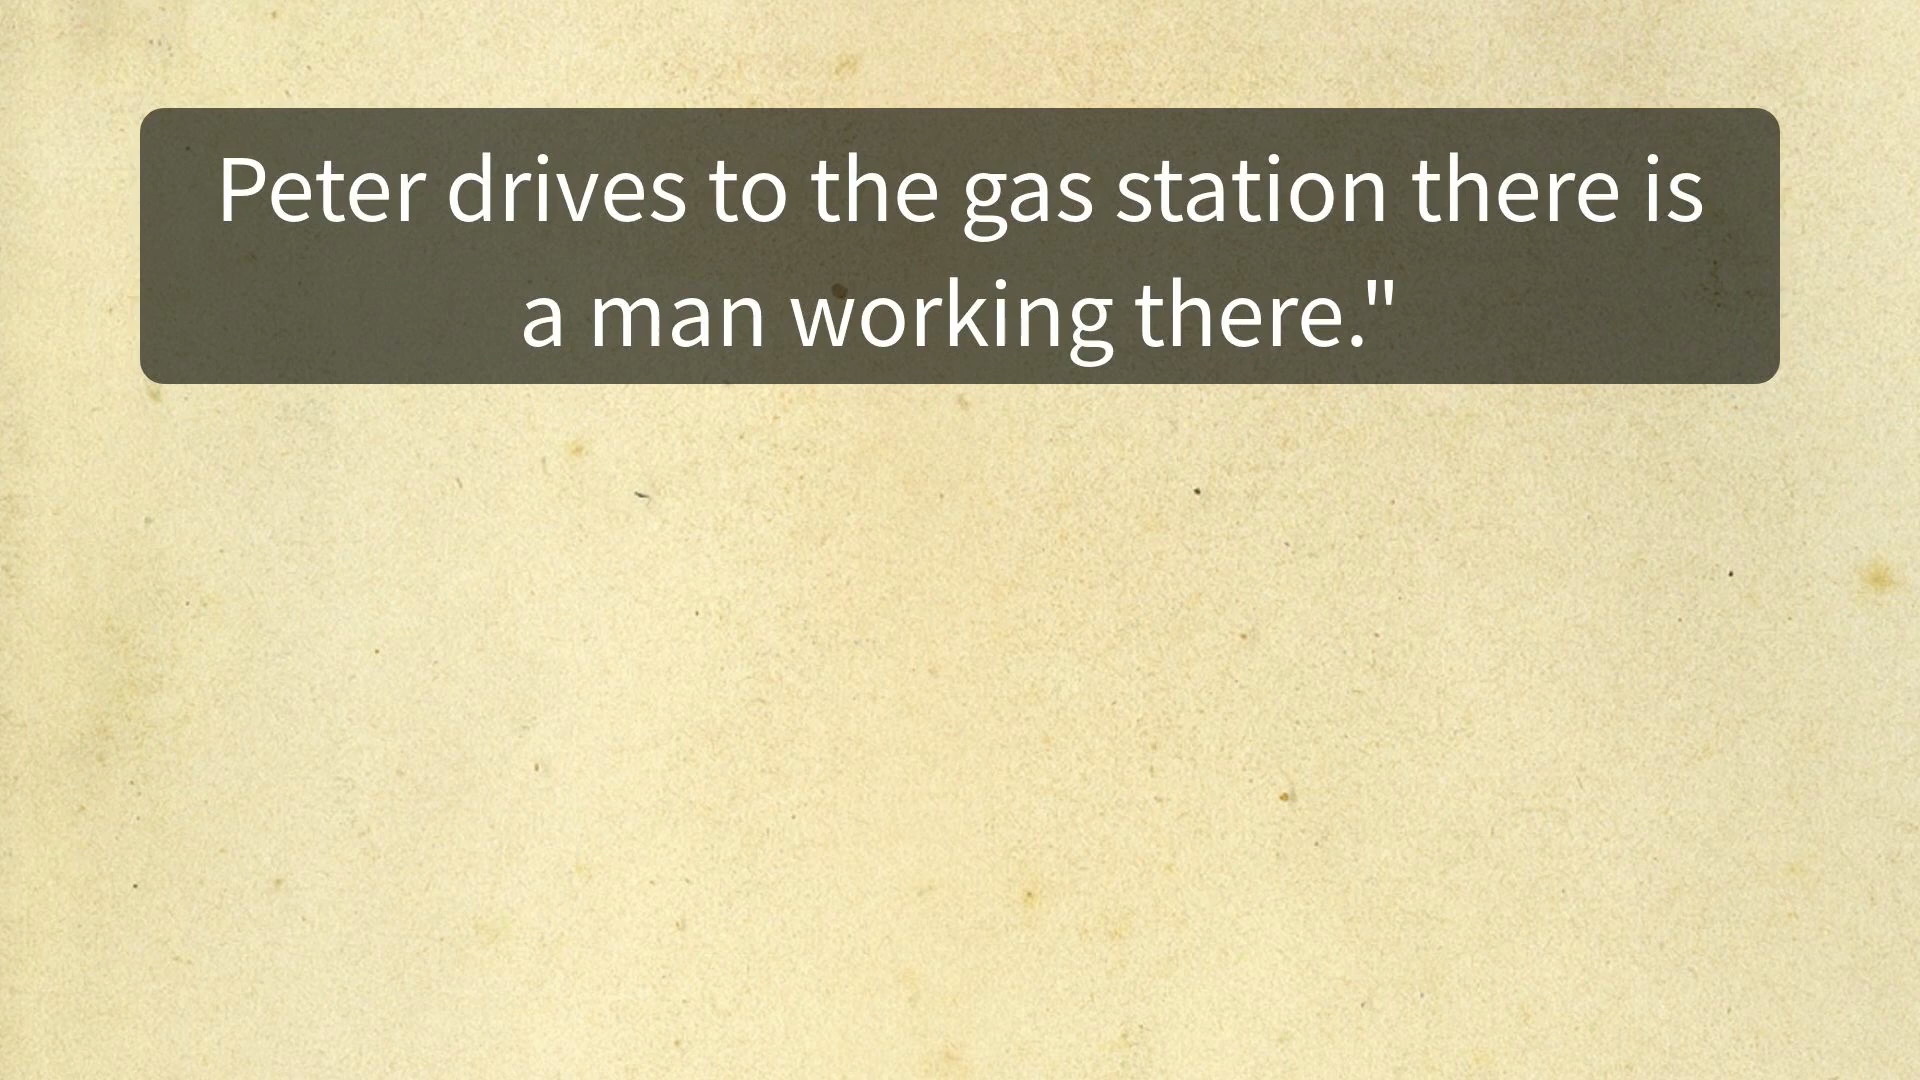 Peter drives to the gas station there is
a man working there."